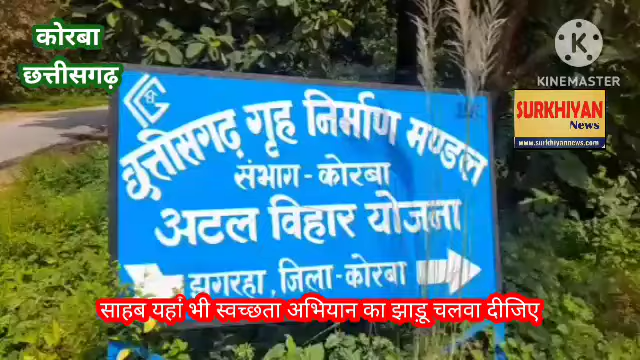 कोरबा
छत्तीसगढ़
KINEMASTER
SURKHIYAN
News
www.surkhiyannews.com
छत्तीसगढ़ गृह निर्माण मण्डल
संभाग - कोरबा
अटल विहार योजना
झगरहा, जिला - कोरबा
साहब यहां भी स्वच्छता अभियान का झाड़ू चलवा दीजिए